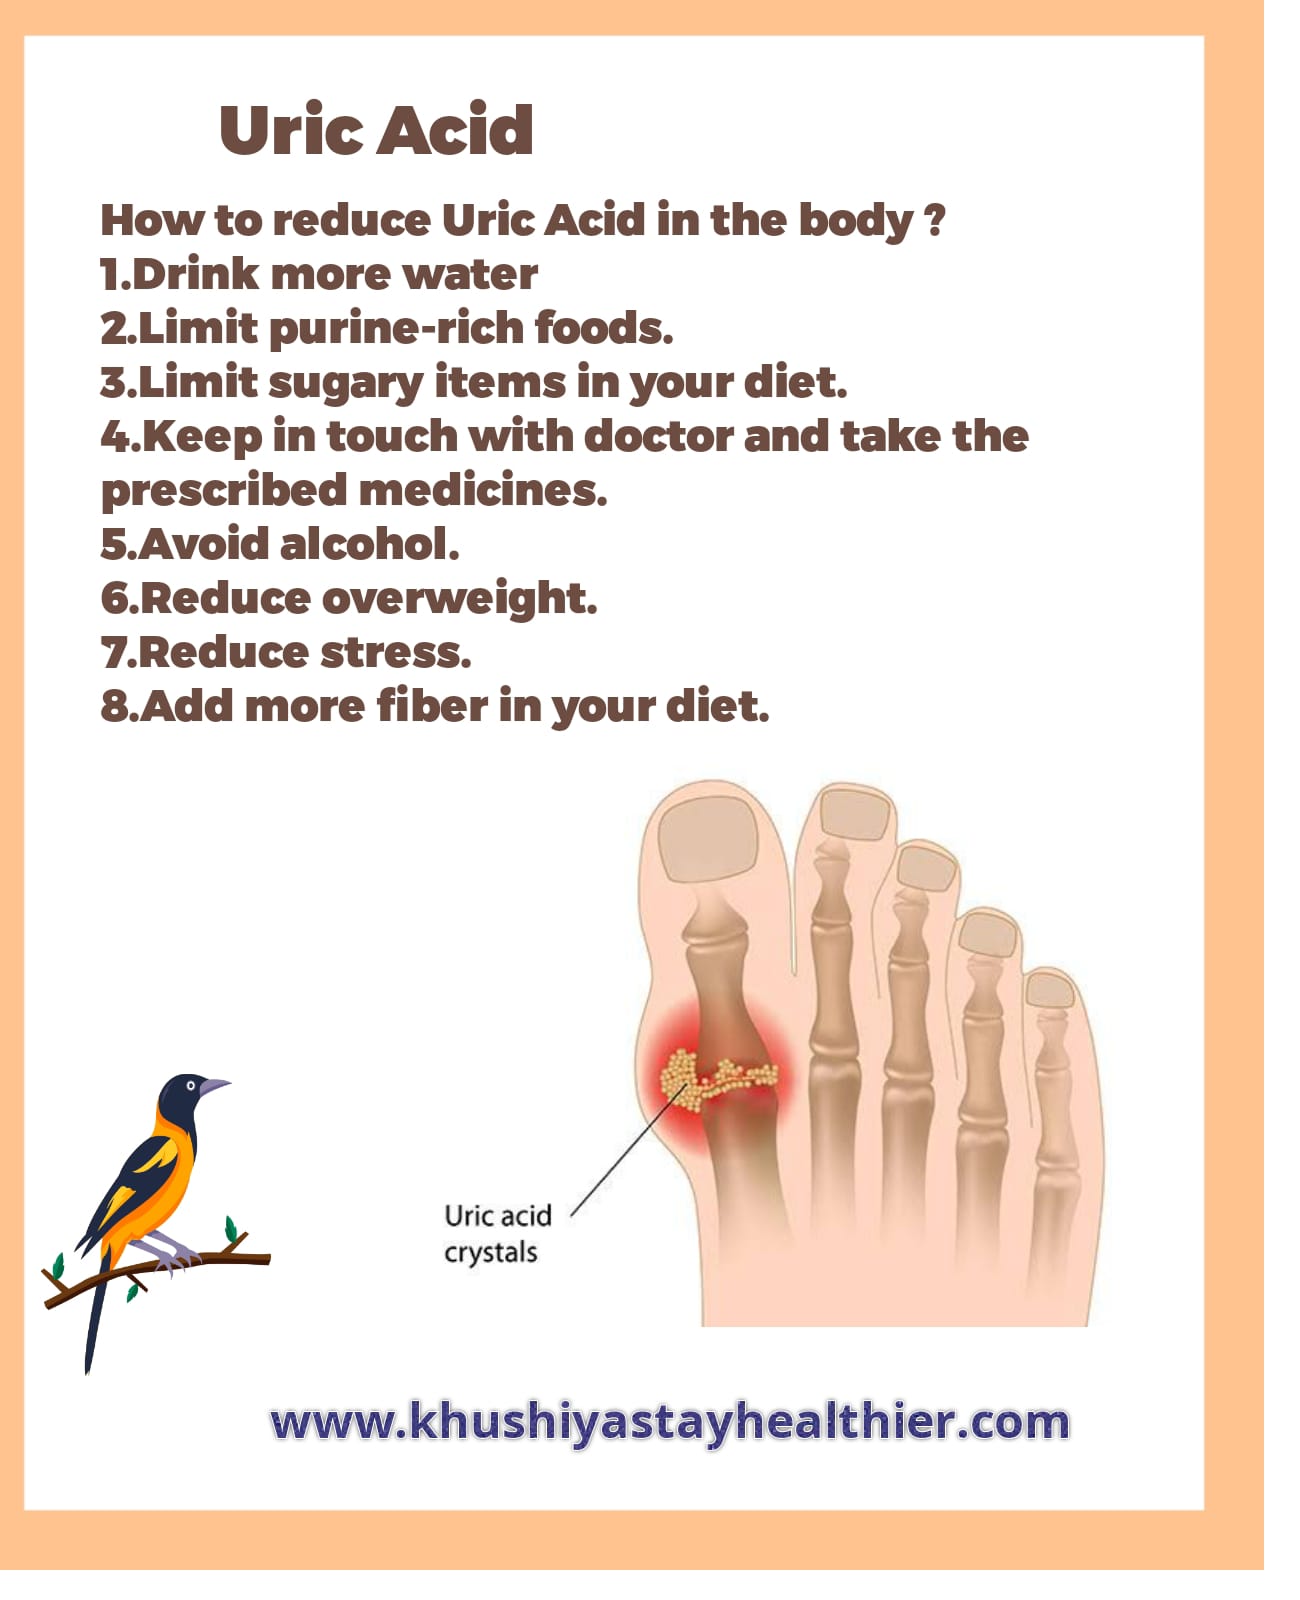 Uric Acid
How to reduce Uric Acid in the body ?
1.Drink more water
2.Limit purine-rich foods.
3.Limit sugary items in your diet.
4.Keep in touch with doctor and take the
prescribed medicines.
5.Avoid alcohol.
6.Reduce overweight.
7.Reduce stress.
8.Add more fiber in your diet.
Uric acid
crystals
www.khushiyastayhealthier.com